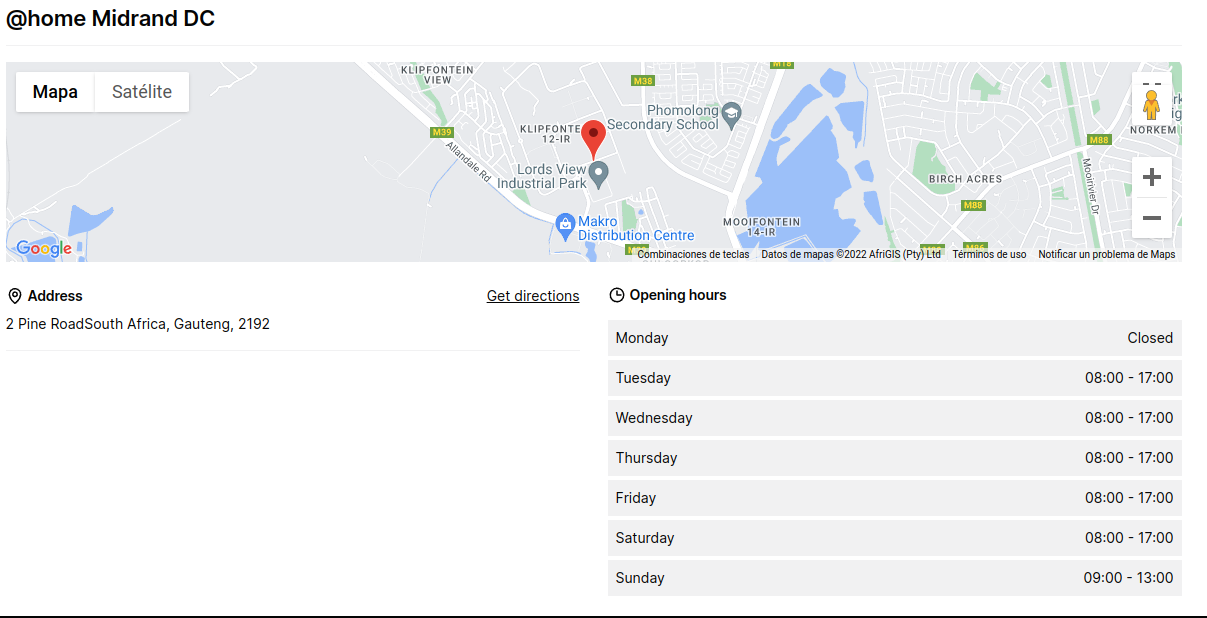 @home Midrand DC
Mapa
Satélite
KLIPFONTEIN
VIEW
M38
M18
M39
Allandale Rd
KLIPFONTE
12-IR
Phomolong
Secondary School
Lords View
Industrial Park
Makro
Distribution Centre
MOOIFONTEIN
14-IR
BIRCH ACRES
M88
M88
Mooirivier Dr
NORKEM
Google
Combinaciones de teclas
Datos de mapas ©2022 AfriGIS (Pty) Ltd
Términos de uso
Notificar un problema de Maps
Address
Get directions
2 Pine RoadSouth Africa, Gauteng, 2192
Opening hours
Monday Closed
Tuesday 08:00 - 17:00
Wednesday 08:00 - 17:00
Thursday 08:00 - 17:00
Friday 08:00 - 17:00
Saturday 08:00 - 17:00
Sunday 09:00 - 13:00